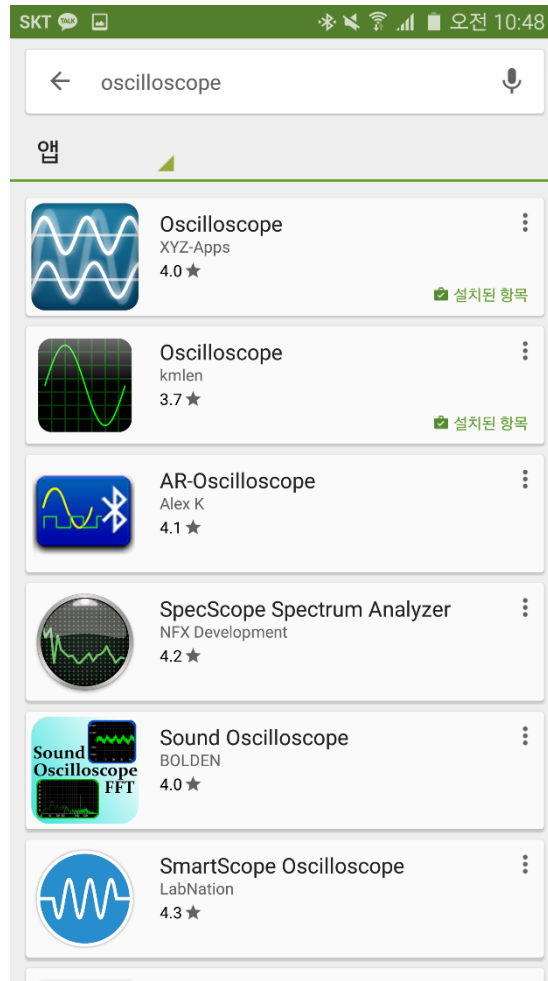 SKT TALK 오전 10:48
oscilloscope
앱
Oscilloscope
XYZ-Apps
4.0
설치된 항목
Oscilloscope
kmlen
3.7
설치된 항목
AR-Oscilloscope
Alex K
4.1
SpecScope Spectrum Analyzer
NFX Development
4.2
Sound
Oscilloscope
FFT
Sound Oscilloscope
BOLDEN
4.0
SmartScope Oscilloscope
LabNation
4.3